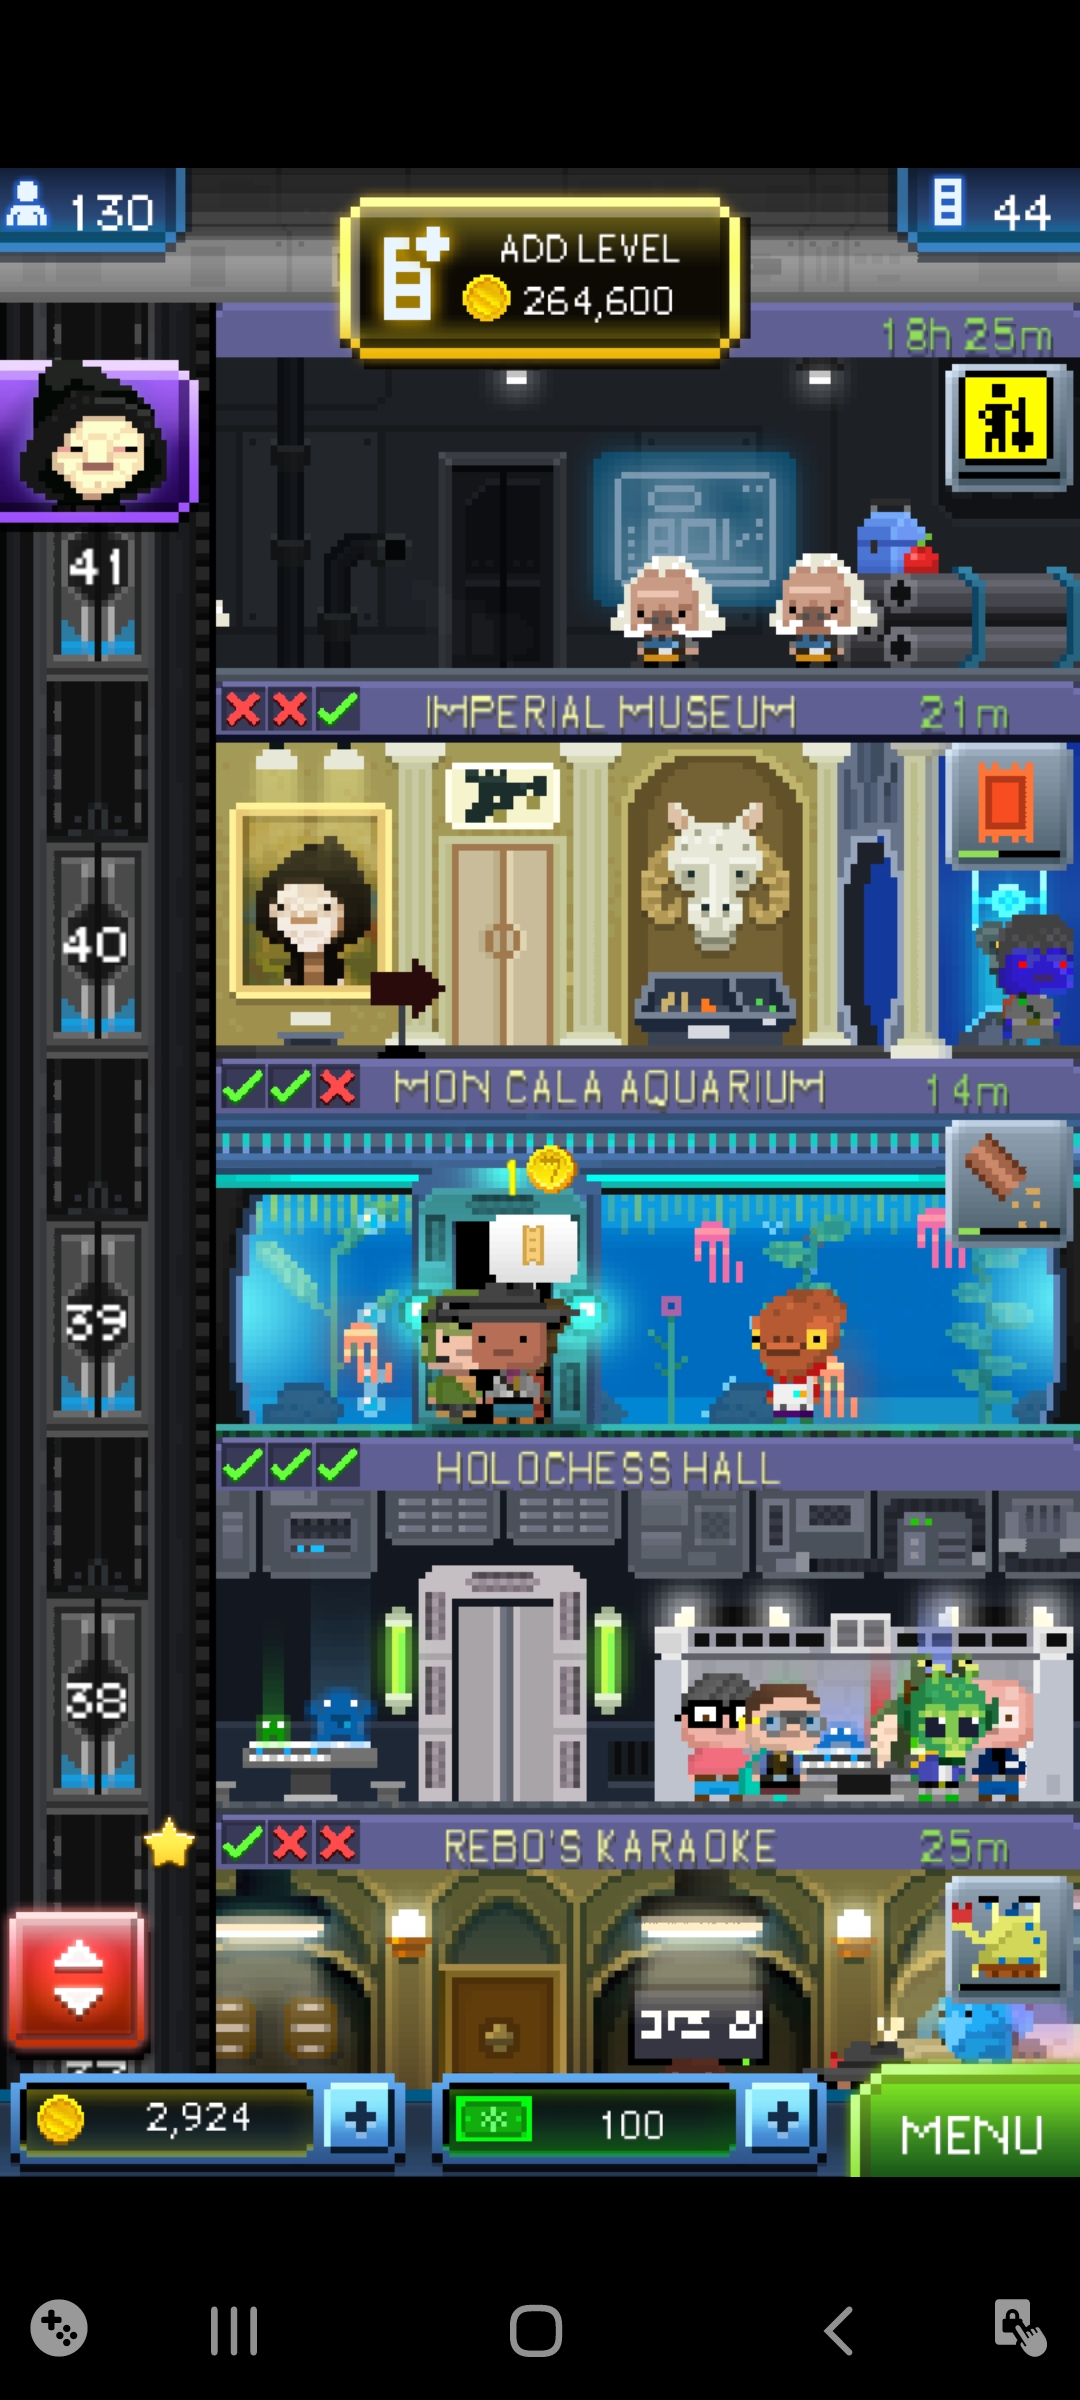 130
ADD LEVEL
264,600
44
18h 25m
41
IMPERIAL MUSEUM
21m
40
MON CALA AQUARIUM
14m
1
39
HOLOCHESS HALL
38
REBO'S KARAOKE
25m
2,924
100
MENU